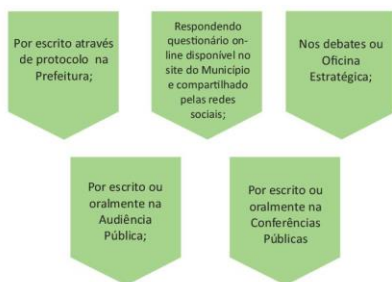 Por escrito através
de protocolo na
Prefeitura;
Respondendo
questionário on-
line disponível no
site do Município
e compartilhado
pelas redes
sociais;
Nos debates ou
Oficina
Estratégica;
Por escrito ou
oralmente na
Audiência
Pública;
Por escrito ou
oralmente na
Conferências
Públicas